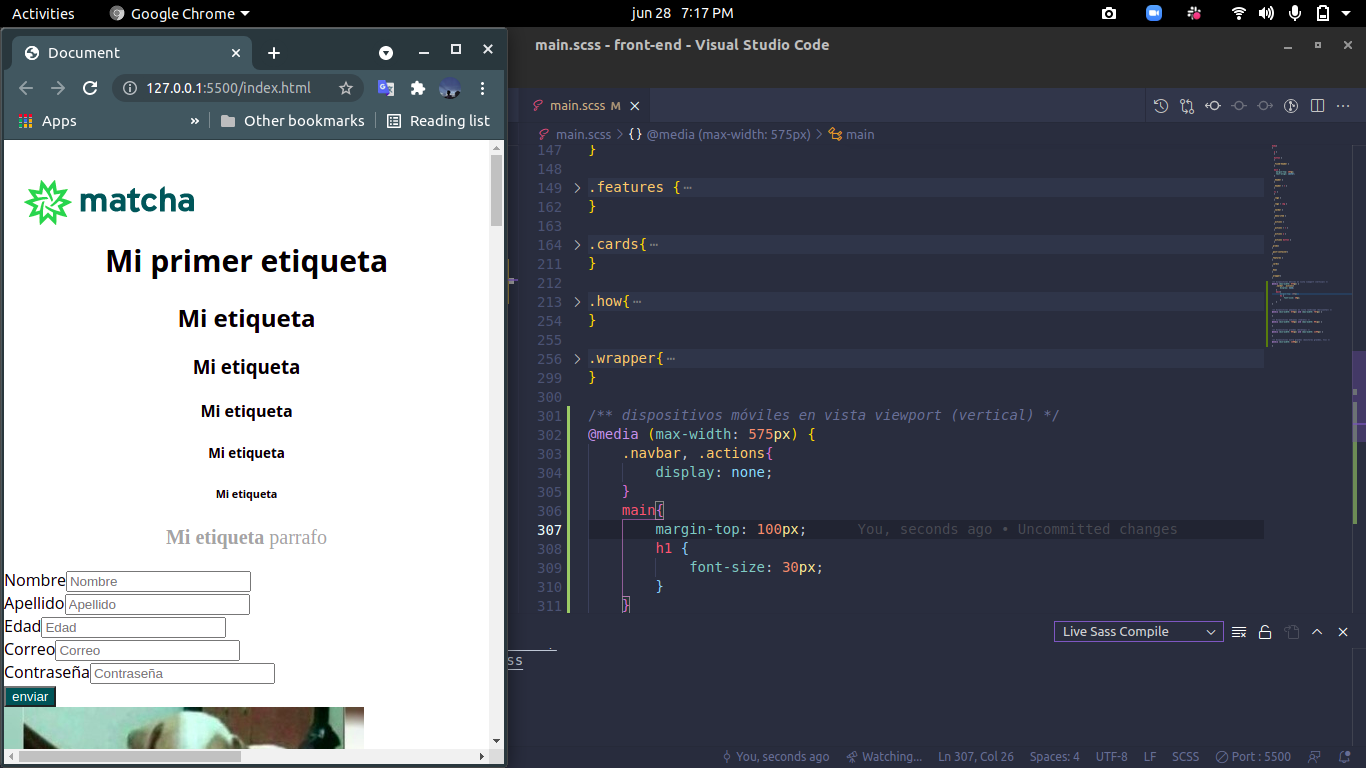 Activities
Google Chrome
jun 28 7:17 PM
Document
127.0.0.1:5500/index.html
Apps
»
Other bookmarks
Reading list
matcha
Mi primer etiqueta
Mi etiqueta
Mi etiqueta
Mi etiqueta
Mi etiqueta
Mi etiqueta
Mi etiqueta parrafo
Nombre Nombre
Apellido Apellido
Edad Edad
Correo Correo
Contraseña Contraseña
enviar
main.scss - front-end - Visual Studio Code
main.scss M
main.scss > {} @media (max-width: 575px) > main
147 }
148
149 .features { ⋯
162 }
163
164 .cards{ ⋯
211 }
212
213 .how{ ⋯
254 }
255
256 .wrapper{ ⋯
299 }
300
301 /** dispositivos móviles en vista viewport (vertical) */
302 @media (max-width: 575px) {
303 .navbar, .actions{
304 display: none;
305 }
306 main{
307 margin-top: 100px; You, seconds ago • Uncommitted changes
308 h1 {
309 font-size: 30px;
310 }
311 }
Live Sass Compile
ss
You, seconds ago
Watching...
Ln 307, Col 26
Spaces: 4
UTF-8
LF
SCSS
Port : 5500